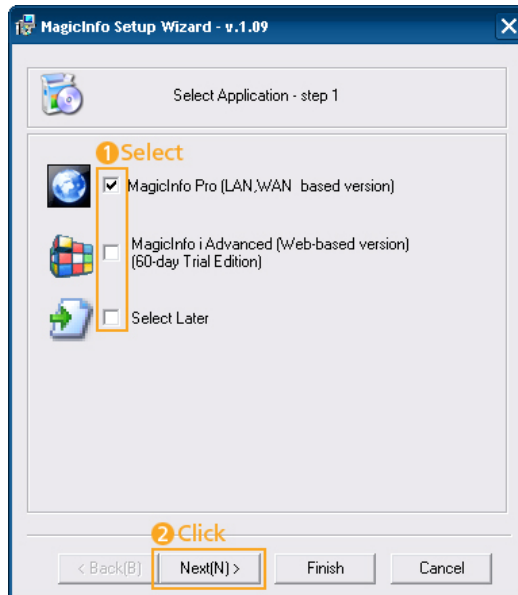 MagicInfo Setup Wizard - v.1.09
Select Application - step 1
1 Select
MagicInfo Pro (LAN,WAN based version)
MagicInfo i Advanced (Web-based version)
(60-day Trial Edition)
Select Later
2 Click
< Back(B) Next(N) > Finish Cancel